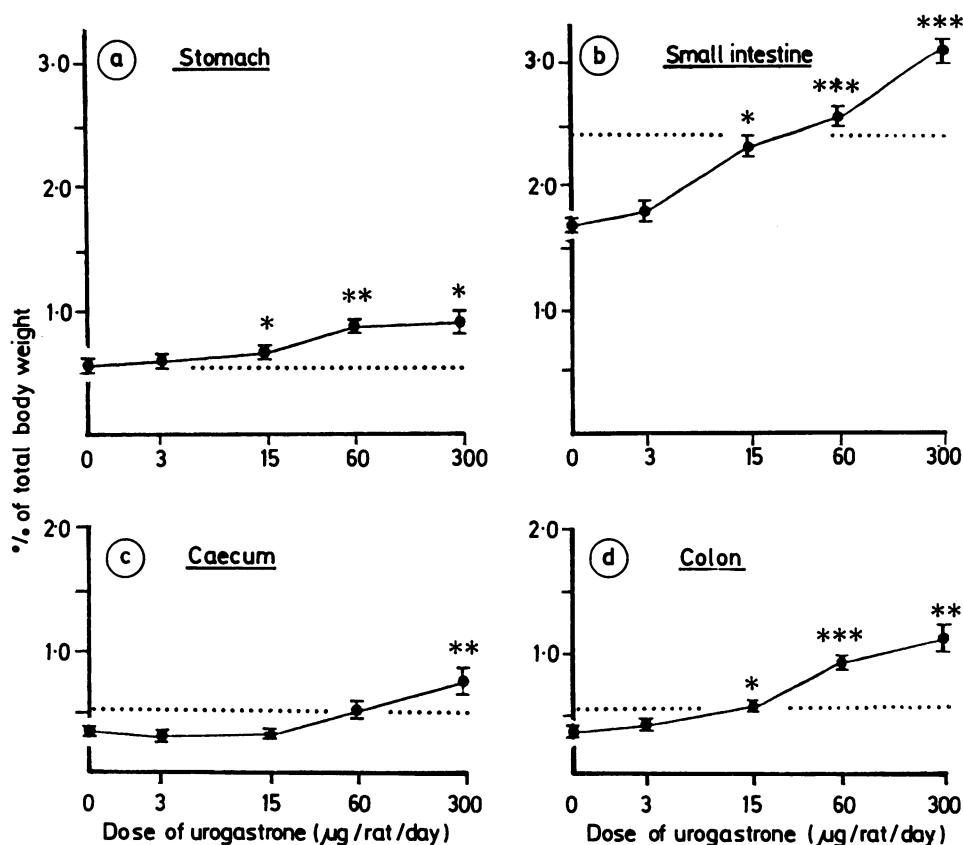 a Stomach
3·0
2·0
1·0
* ** *
0 3 15 60 300
b Small intestine
3·0
2·0
1·0
* *** ***
0 3 15 60 300
c Caecum
2·0
1·0
**
0 3 15 60 300
Dose of urogastrone (μg/rat/day)
d Colon
2·0
1·0
* *** **
0 3 15 60 300
Dose of urogastrone (μg/rat/day)
% of total body weight